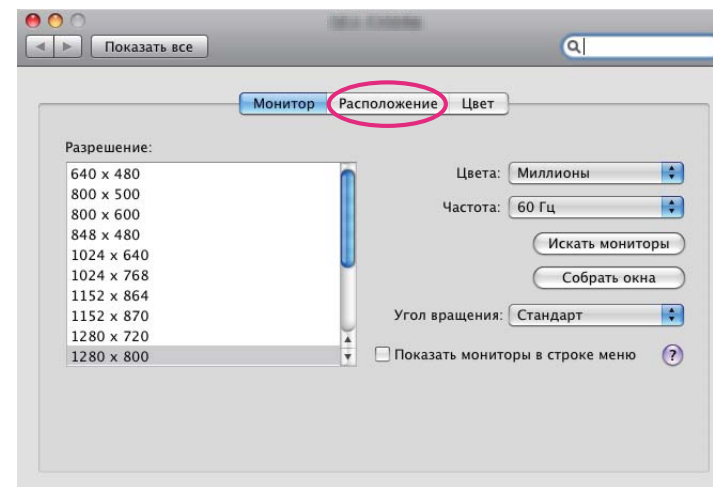 Показать все
Монитор Расположение Цвет
Разрешение:
640 x 480
800 x 500
800 x 600
848 x 480
1024 x 640
1024 x 768
1152 x 864
1152 x 870
1280 x 720
1280 x 800
Цвета: Миллионы
Частота: 60 Гц
Искать мониторы
Собрать окна
Угол вращения: Стандарт
Показать мониторы в строке меню ?